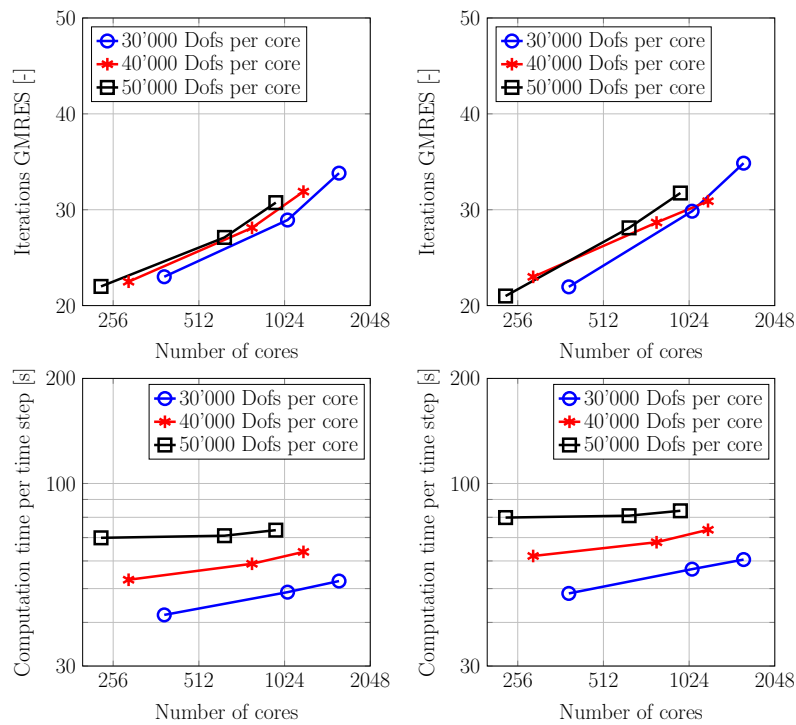 50
40
30
20
Iterations GMRES [-]
30'000 Dofs per core
40'000 Dofs per core
50'000 Dofs per core
256 512 1024 2048
Number of cores
50
40
30
20
Iterations GMRES [-]
30'000 Dofs per core
40'000 Dofs per core
50'000 Dofs per core
256 512 1024 2048
Number of cores
200
100
30
Computation time per time step [s]
30'000 Dofs per core
40'000 Dofs per core
50'000 Dofs per core
256 512 1024 2048
Number of cores
200
100
30
Computation time per time step [s]
30'000 Dofs per core
40'000 Dofs per core
50'000 Dofs per core
256 512 1024 2048
Number of cores